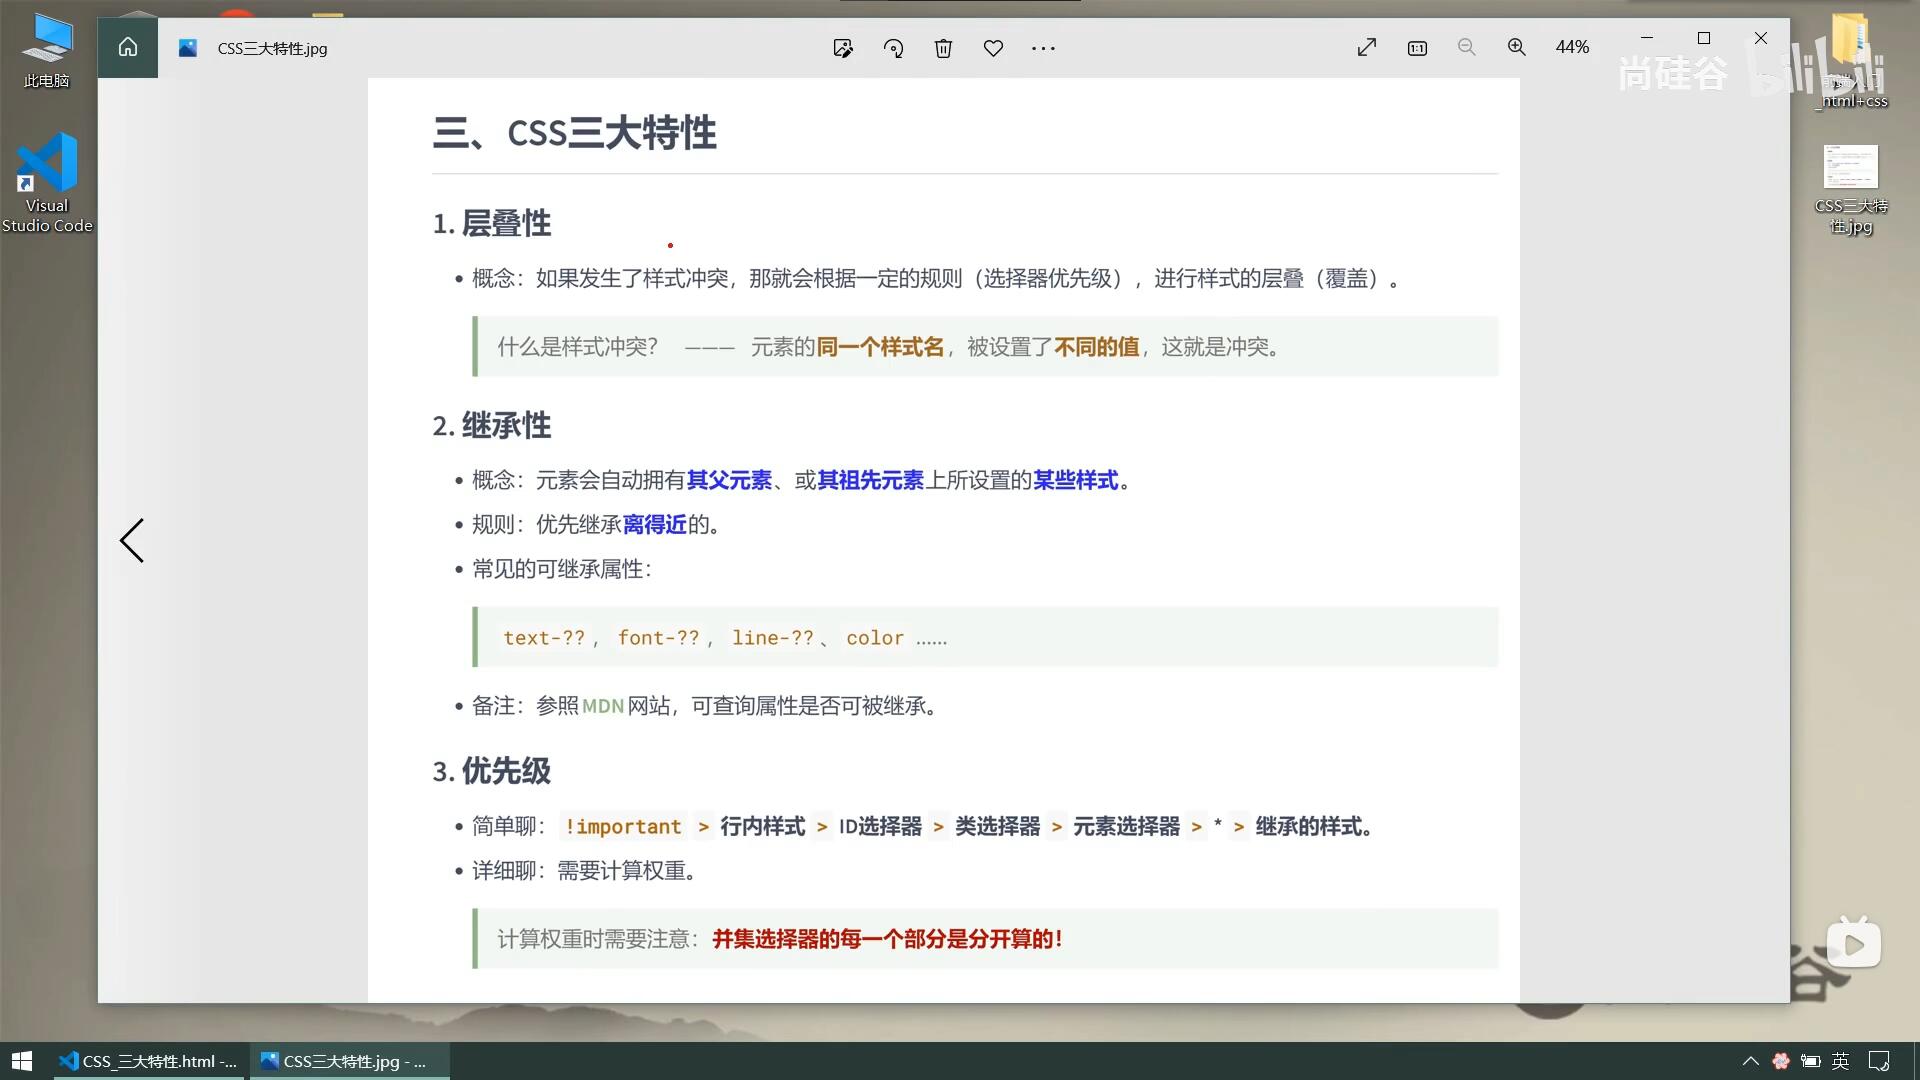 此电脑
Visual
Studio Code
CSS三大特性.jpg
44%
尚硅谷 bilibili
前端入门
_html+css
CSS三大特
性.jpg
三、CSS三大特性
1. 层叠性
• 概念：如果发生了样式冲突，那就会根据一定的规则（选择器优先级），进行样式的层叠（覆盖）。
什么是样式冲突？ ——— 元素的同一个样式名，被设置了不同的值，这就是冲突。
2. 继承性
• 概念：元素会自动拥有其父元素、或其祖先元素上所设置的某些样式。
• 规则：优先继承离得近的。
• 常见的可继承属性：
text-??， font-??， line-??、 color ……
• 备注：参照MDN网站，可查询属性是否可被继承。
3. 优先级
• 简单聊： !important > 行内样式 > ID选择器 > 类选择器 > 元素选择器 > * > 继承的样式。
• 详细聊：需要计算权重。
计算权重时需要注意：并集选择器的每一个部分是分开算的！
谷
CSS_三大特性.html -...
CSS三大特性.jpg - ...
英